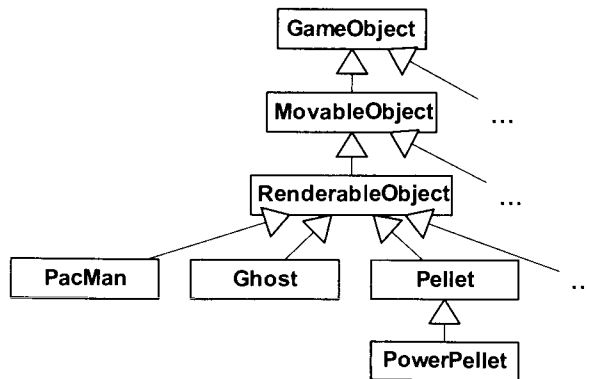 GameObject
MovableObject
...
RenderableObject
...
PacMan
Ghost
Pellet
..
PowerPellet